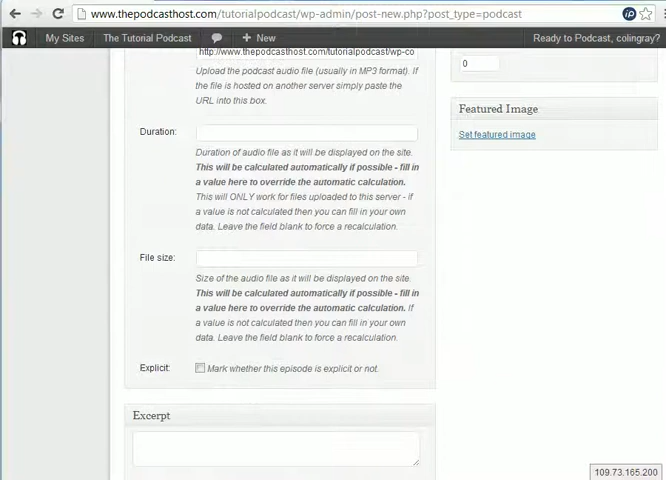 www.thepodcasthost.com/tutorialpodcast/wp-admin/post-new.php?post_type=podcast
My Sites The Tutorial Podcast + New Ready to Podcast, colingray?
http://www.thepodcasthost.com/tutorialpodcast/wp-co
0
Upload the podcast audio file (usually in MP3 format). If
the file is hosted on another server simply paste the
URL into this box.
Featured Image
Set featured image
Duration:
Duration of audio file as it will be displayed on the site.
This will be calculated automatically if possible - fill in
a value here to override the automatic calculation.
This will ONLY work for files uploaded to this server - if
a value is not calculated then you can fill in your own
data. Leave the field blank to force a recalculation.
File size:
Size of the audio file as it will be displayed on the site.
This will be calculated automatically if possible - fill in
a value here to override the automatic calculation. If
a value is not calculated then you can fill in your own
data. Leave the field blank to force a recalculation.
Explicit: Mark whether this episode is explicit or not.
Excerpt
109.73.165.200